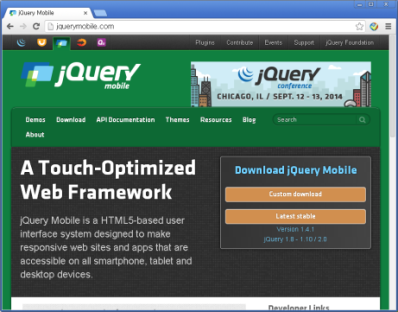 jQuery Mobile
jquerymobile.com
Plugins Contribute Events Support jQuery Foundation
jQuery
mobile
jQuery
conference
CHICAGO, IL / SEPT. 12 - 13, 2014
Demos Download API Documentation Themes Resources Blog Search
About
A Touch-Optimized
Web Framework
jQuery Mobile is a HTML5-based user
interface system designed to make
responsive web sites and apps that are
accessible on all smartphone, tablet and
desktop devices.
Download jQuery Mobile
Custom download
Latest stable
Version 1.4.1
jQuery 1.8 - 1.10 / 2.0
Developer Links